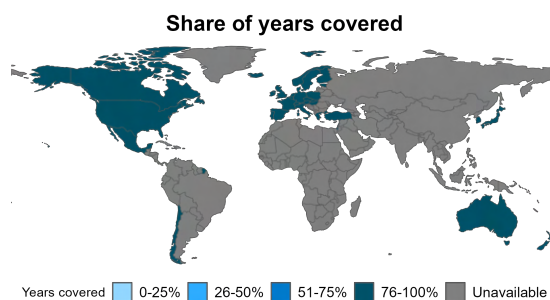 Share of years covered
Years covered 0-25% 26-50% 51-75% 76-100% Unavailable